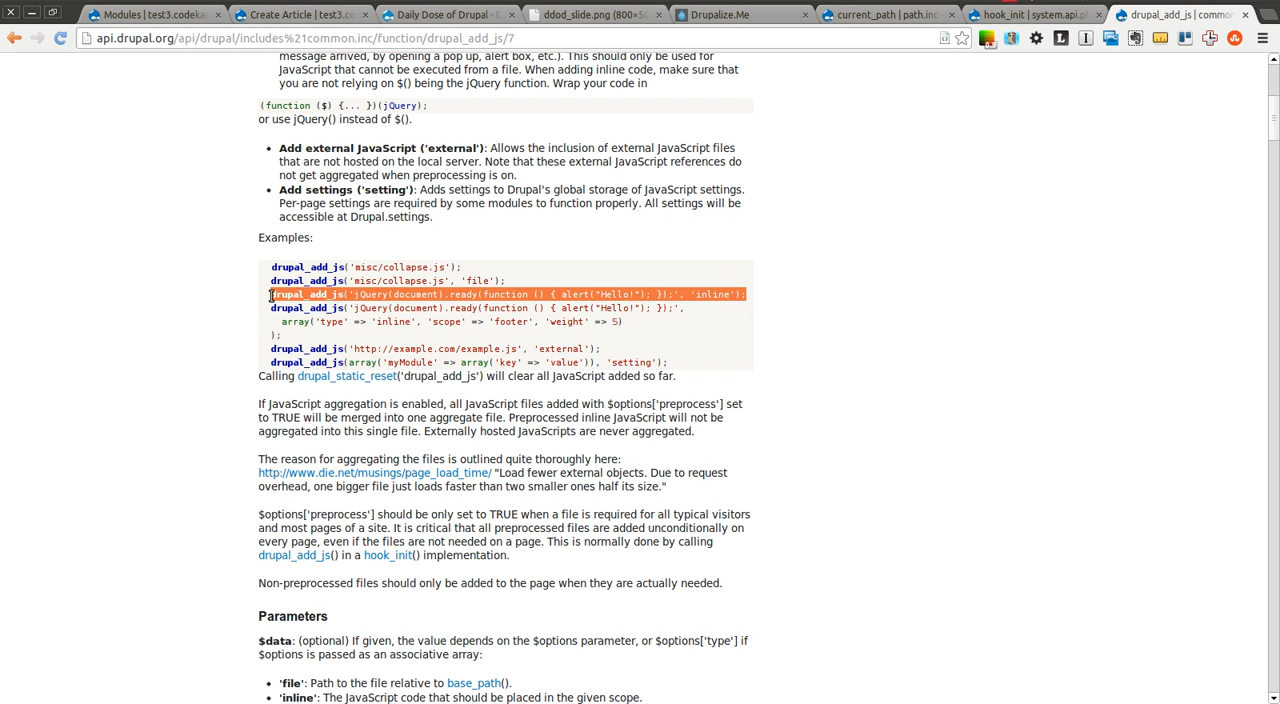 Modules | test3.codeka
Create Article | test3.co
Daily Dose of Drupal - D
ddod_slide.png (800×5
Drupalize.Me
current_path | path.inc
hook_init | system.api.p
drupal_add_js | commo
api.drupal.org/api/drupal/includes%21common.inc/function/drupal_add_js/7
message arrived, by opening a pop up, alert box, etc.). This should only be used for
JavaScript that cannot be executed from a file. When adding inline code, make sure that
you are not relying on $() being the jQuery function. Wrap your code in
(function ($) {... })(jQuery);
or use jQuery() instead of $().
• Add external JavaScript ('external'): Allows the inclusion of external JavaScript files
that are not hosted on the local server. Note that these external JavaScript references do
not get aggregated when preprocessing is on.
• Add settings ('setting'): Adds settings to Drupal's global storage of JavaScript settings.
Per-page settings are required by some modules to function properly. All settings will be
accessible at Drupal.settings.
Examples:
drupal_add_js('misc/collapse.js');
drupal_add_js('misc/collapse.js', 'file');
drupal_add_js('jQuery(document).ready(function () { alert("Hello!"); });', 'inline');
drupal_add_js('jQuery(document).ready(function () { alert("Hello!"); });',
array('type' => 'inline', 'scope' => 'footer', 'weight' => 5)
);
drupal_add_js('http://example.com/example.js', 'external');
drupal_add_js(array('myModule' => array('key' => 'value')), 'setting');
Calling drupal_static_reset('drupal_add_js') will clear all JavaScript added so far.
If JavaScript aggregation is enabled, all JavaScript files added with $options['preprocess'] set
to TRUE will be merged into one aggregate file. Preprocessed inline JavaScript will not be
aggregated into this single file. Externally hosted JavaScripts are never aggregated.
The reason for aggregating the files is outlined quite thoroughly here:
http://www.die.net/musings/page_load_time/ "Load fewer external objects. Due to request
overhead, one bigger file just loads faster than two smaller ones half its size."
$options['preprocess'] should be only set to TRUE when a file is required for all typical visitors
and most pages of a site. It is critical that all preprocessed files are added unconditionally on
every page, even if the files are not needed on a page. This is normally done by calling
drupal_add_js() in a hook_init() implementation.
Non-preprocessed files should only be added to the page when they are actually needed.
Parameters
$data: (optional) If given, the value depends on the $options parameter, or $options['type'] if
$options is passed as an associative array:
• 'file': Path to the file relative to base_path().
• 'inline': The JavaScript code that should be placed in the given scope.